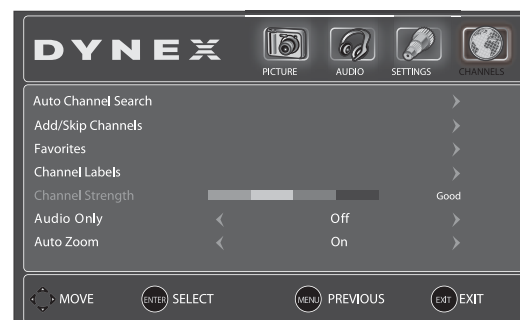 DYNEX
PICTURE AUDIO SETTINGS CHANNELS
Auto Channel Search
Add/Skip Channels
Favorites
Channel Labels
Channel Strength Good
Audio Only Off
Auto Zoom On
MOVE ENTER SELECT MENU PREVIOUS EXIT EXIT